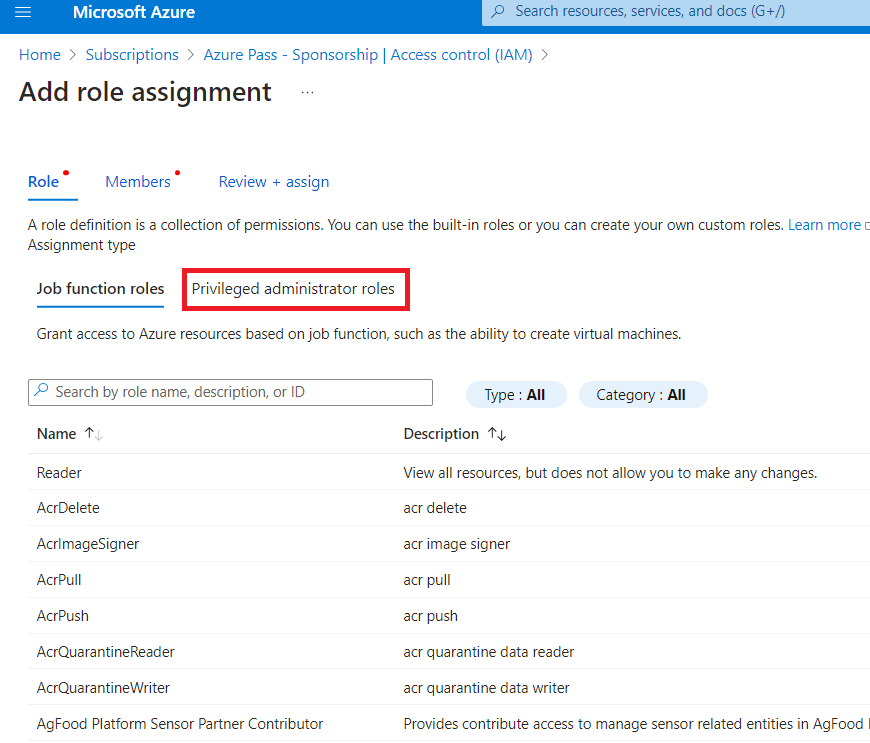 Microsoft Azure
Search resources, services, and docs (G+/)
Home > Subscriptions > Azure Pass - Sponsorship | Access control (IAM) >
Add role assignment ...
Role Members Review + assign
A role definition is a collection of permissions. You can use the built-in roles or you can create your own custom roles. Learn more
Assignment type
Job function roles Privileged administrator roles
Grant access to Azure resources based on job function, such as the ability to create virtual machines.
Search by role name, description, or ID Type : All Category : All
Name ↑↓ Description ↑↓
Reader View all resources, but does not allow you to make any changes.
AcrDelete acr delete
AcrImageSigner acr image signer
AcrPull acr pull
AcrPush acr push
AcrQuarantineReader acr quarantine data reader
AcrQuarantineWriter acr quarantine data writer
AgFood Platform Sensor Partner Contributor Provides contribute access to manage sensor related entities in AgFood